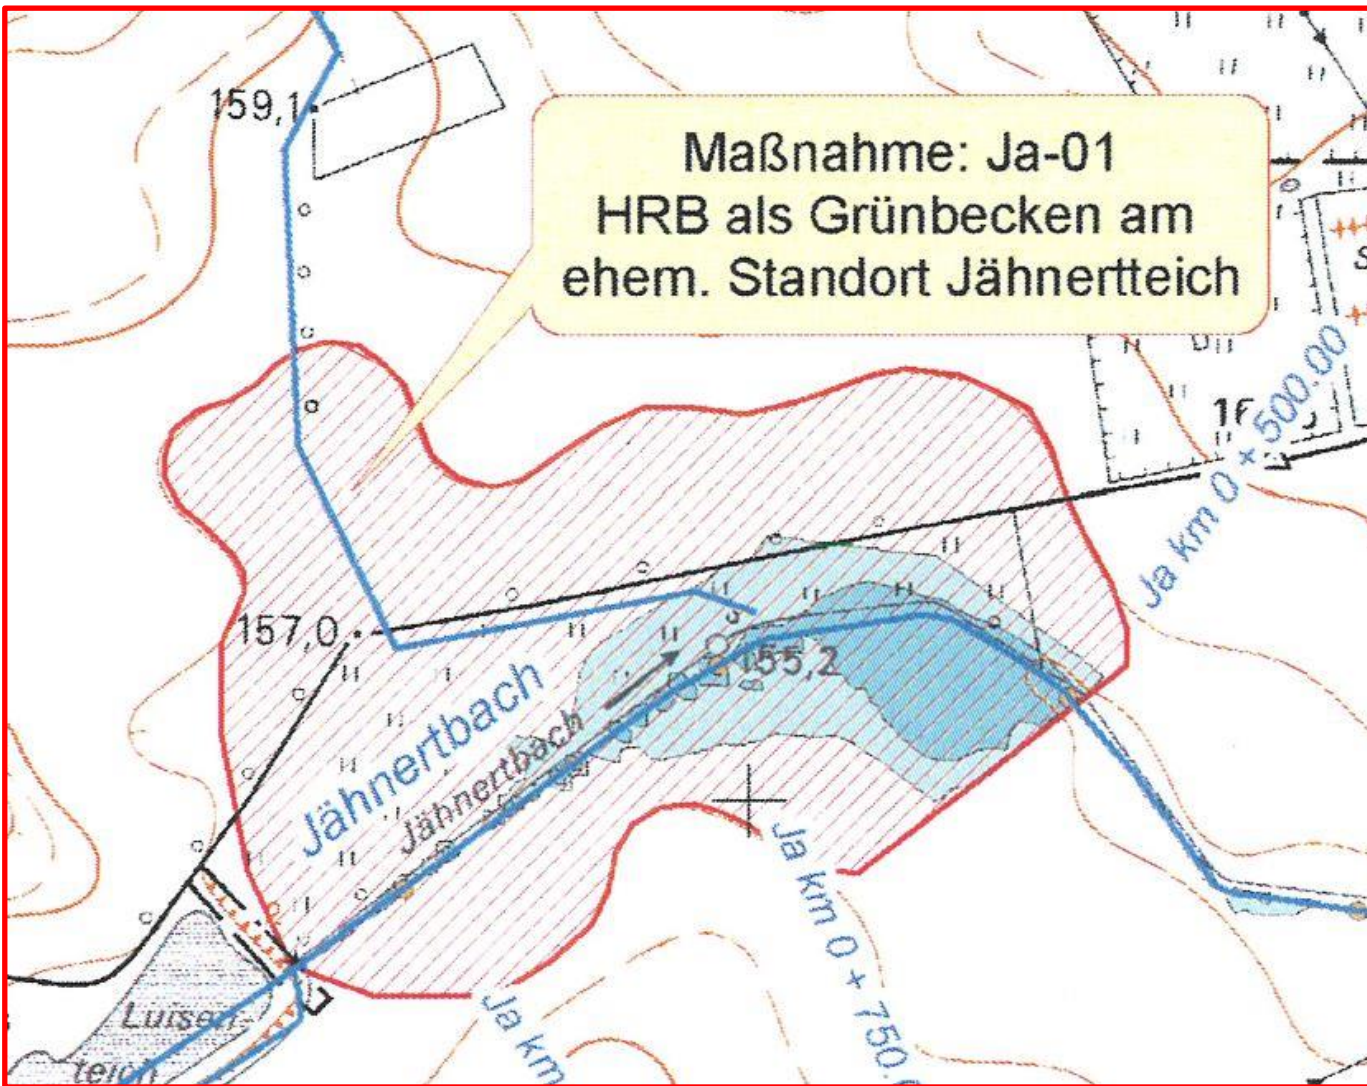 159,1
Maßnahme: Ja-01
HRB als Grünbecken am
ehem. Standort Jähnertteich
Ja km 0 + 500.00
157,0
155,2
Jähnertbach
Jähnertbach
Ja km 0 + 750.
Ja km
Luisen-
teich